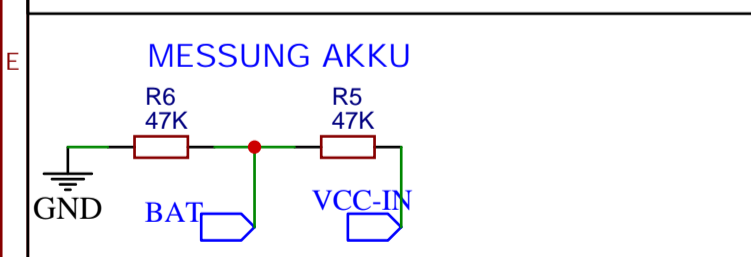 E
MESSUNG AKKU
R6
47K
R5
47K
GND
BAT
VCC-IN